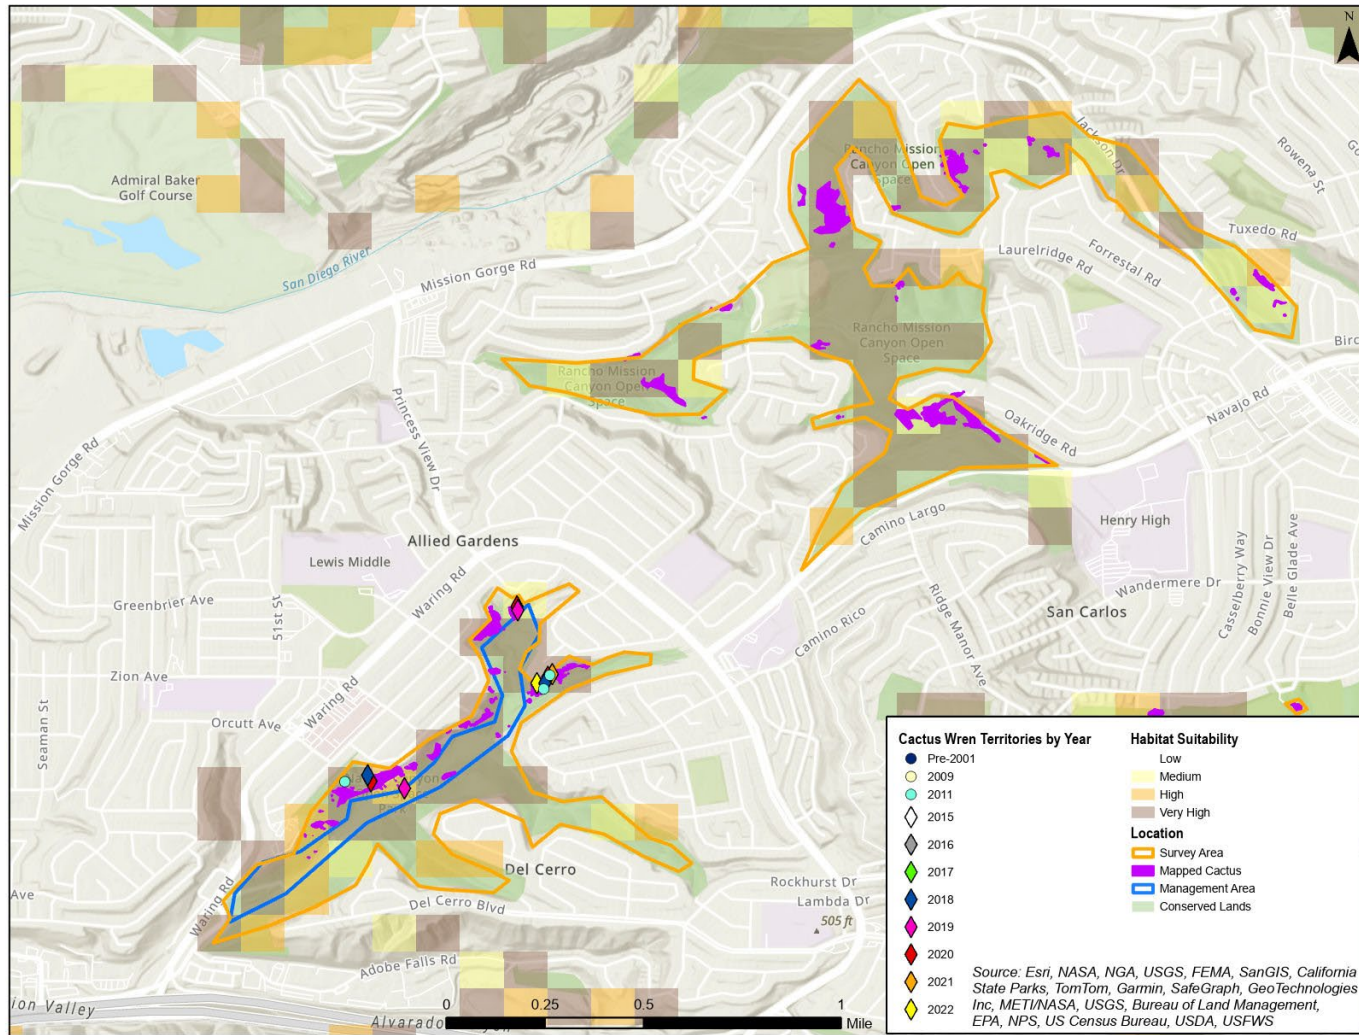 N
Jackson Dr
Rowena St
Rancho Mission
Canyon Open
Space
Admiral Baker
Golf Course
Tuxedo Rd
Laurelridge Rd
Forrestal Rd
San Diego River
Mission Gorge Rd
Rancho Mission
Canyon Open
Space
Birc
Rancho Mission
Canyon Open
Space
Princess View Dr
Oakridge Rd
Navajo Rd
Mission Gorge Rd
Camino Largo
Henry High
Allied Gardens
Lewis Middle
Waring Rd
Greenbrier Ave
51st St
Ridge Manor Ave
Wandermere Dr
Casselberry Way
Bonnie View Dr
Belle Glade Ave
San Carlos
Camino Rico
Zion Ave
Waring Rd
Orcutt Ave
Seaman St
Park
Del Cerro
Ave
Waring Rd
Del Cerro Blvd
Rockhurst Dr
Lambda Dr
505 ft
Adobe Falls Rd
ion Valley
Alvarado
0 0.25 0.5 1
Mile
Cactus Wren Territories by Year
Pre-2001
2009
2011
2015
2016
2017
2018
2019
2020
2021
2022
Habitat Suitability
Low
Medium
High
Very High
Location
Survey Area
Mapped Cactus
Management Area
Conserved Lands
Source: Esri, NASA, NGA, USGS, FEMA, SanGIS, California
State Parks, TomTom, Garmin, SafeGraph, GeoTechnologies
Inc, METI/NASA, USGS, Bureau of Land Management,
EPA, NPS, US Census Bureau, USDA, USFWS